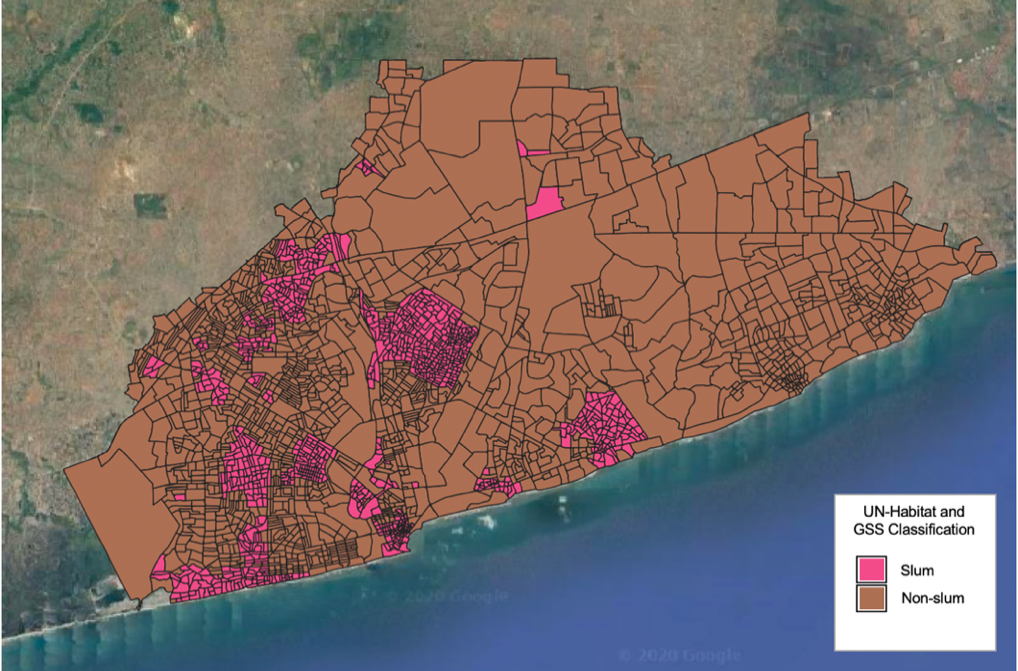 UN-Habitat and
GSS Classification
Slum
Non-slum
© 2020 Google
© 2020 Google